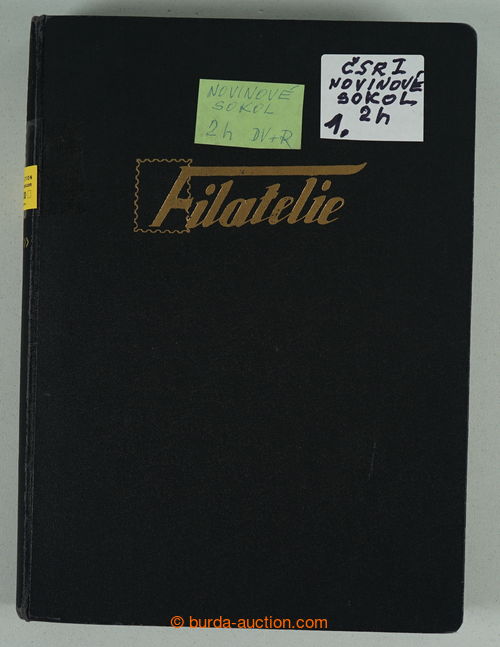 ČSR I
NOVINOVÉ
SOKOL
2h
1.
NOVINOVÉ
SOKOL
2h DV+R
Filatelie
© burda-auction.com